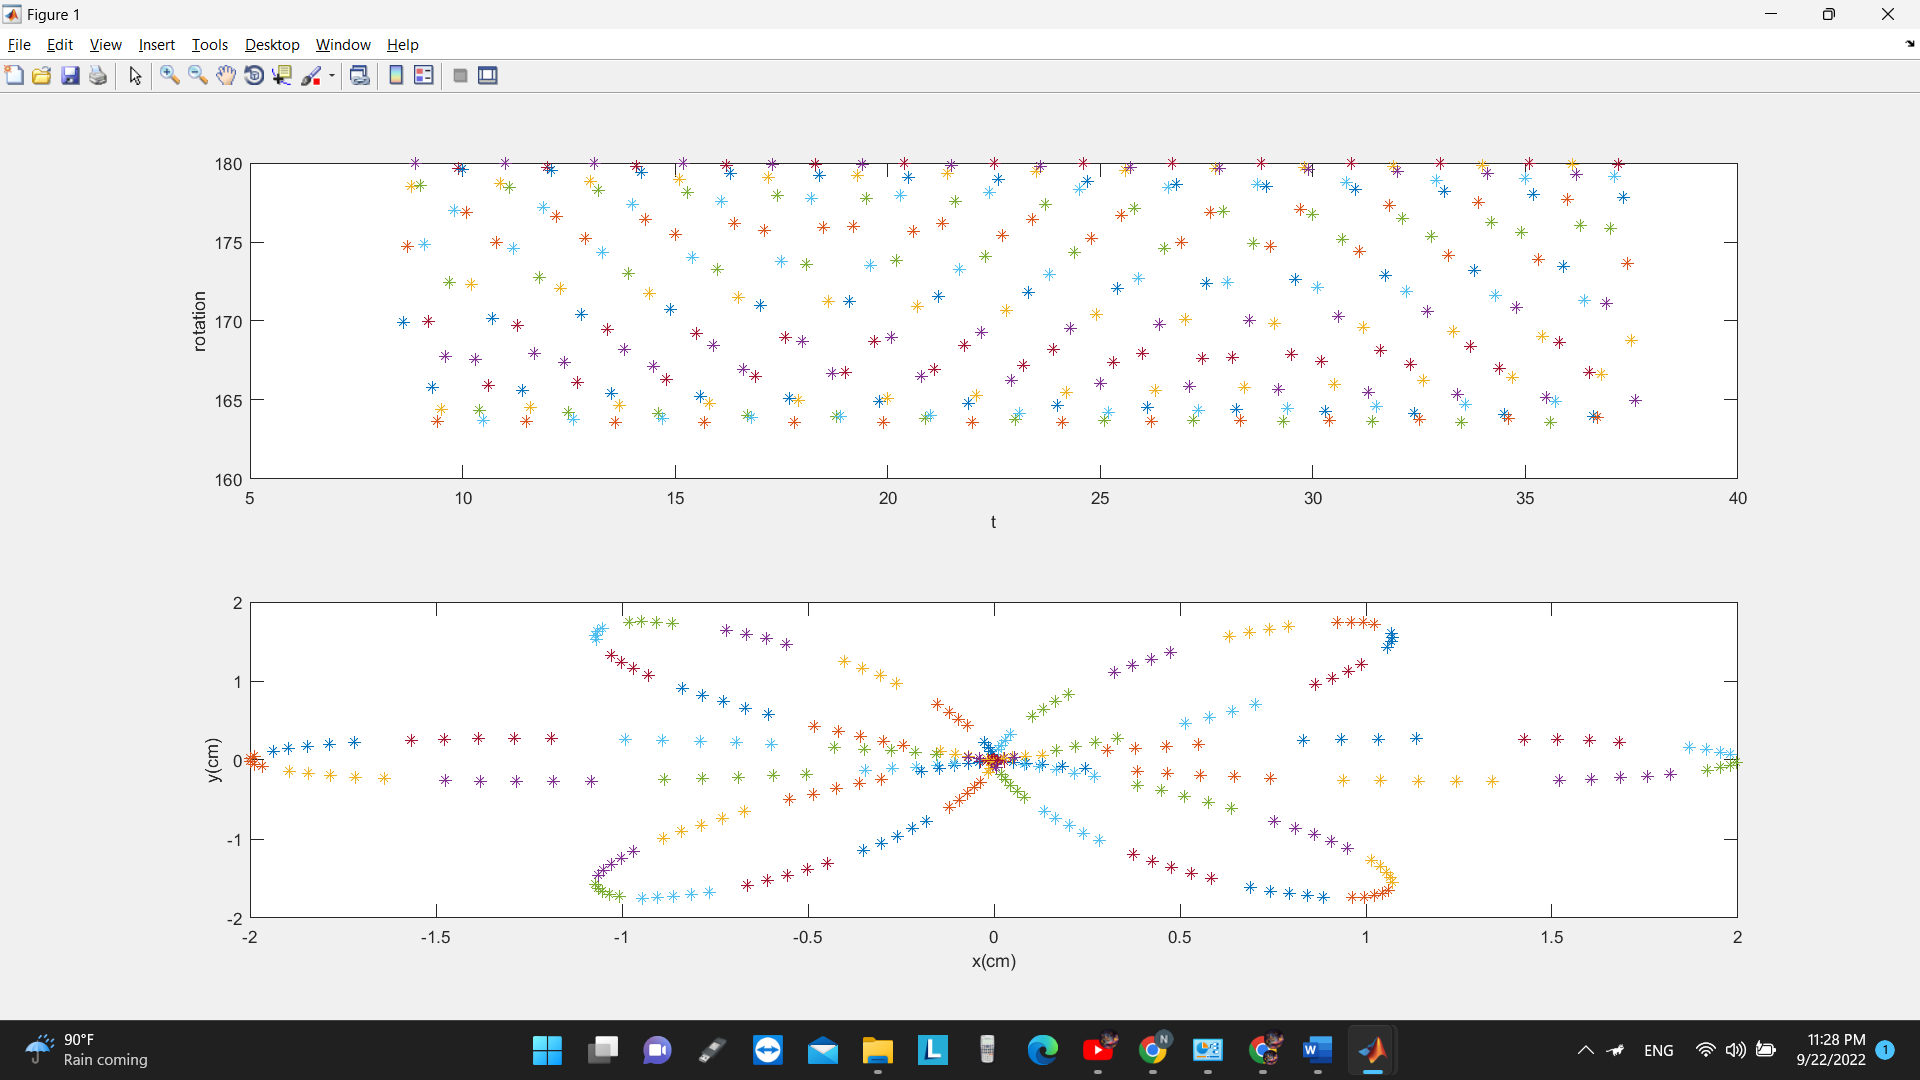 Figure 1
File Edit View Insert Tools Desktop Window Help
180
175
170
165
160
rotation
5 10 15 20 25 30 35 40
t
2
1
0
-1
-2
y(cm)
-2 -1.5 -1 -0.5 0 0.5 1 1.5 2
x(cm)
90°F
Rain coming
L
N
W
ENG
11:28 PM
9/22/2022
1